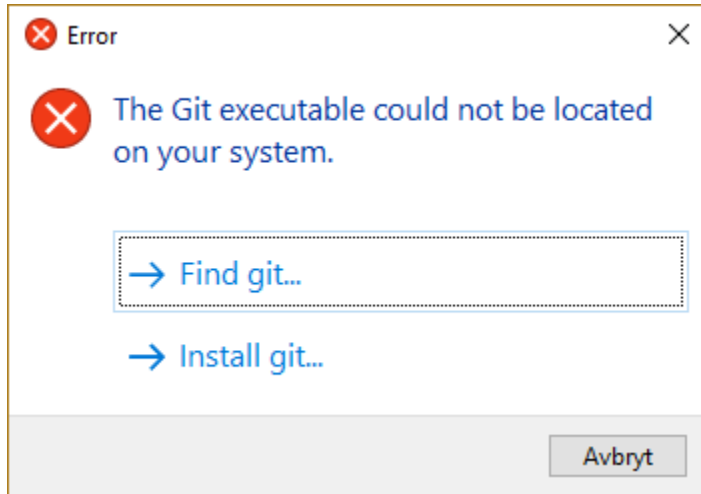 Error
The Git executable could not be located
on your system.
Find git...
Install git...
Avbryt